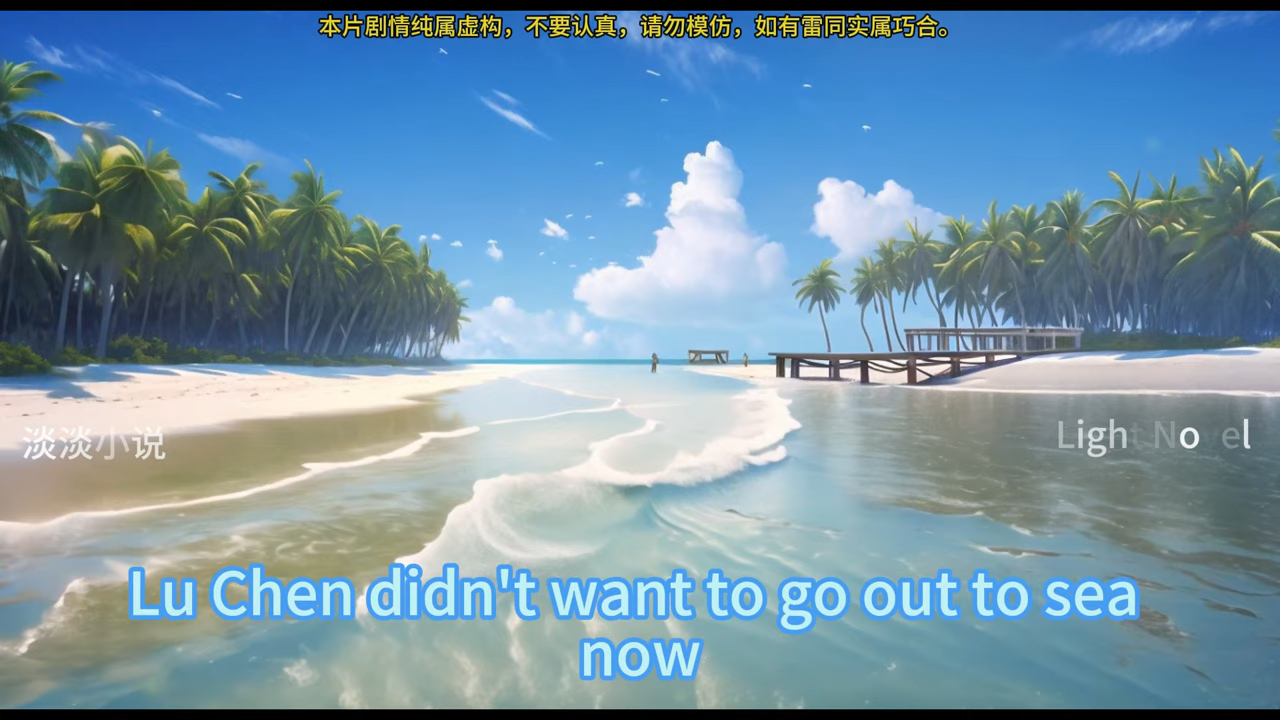 本片剧情纯属虚构，不要认真，请勿模仿，如有雷同实属巧合。
淡淡小说
Light Novel
Lu Chen didn't want to go out to sea
now